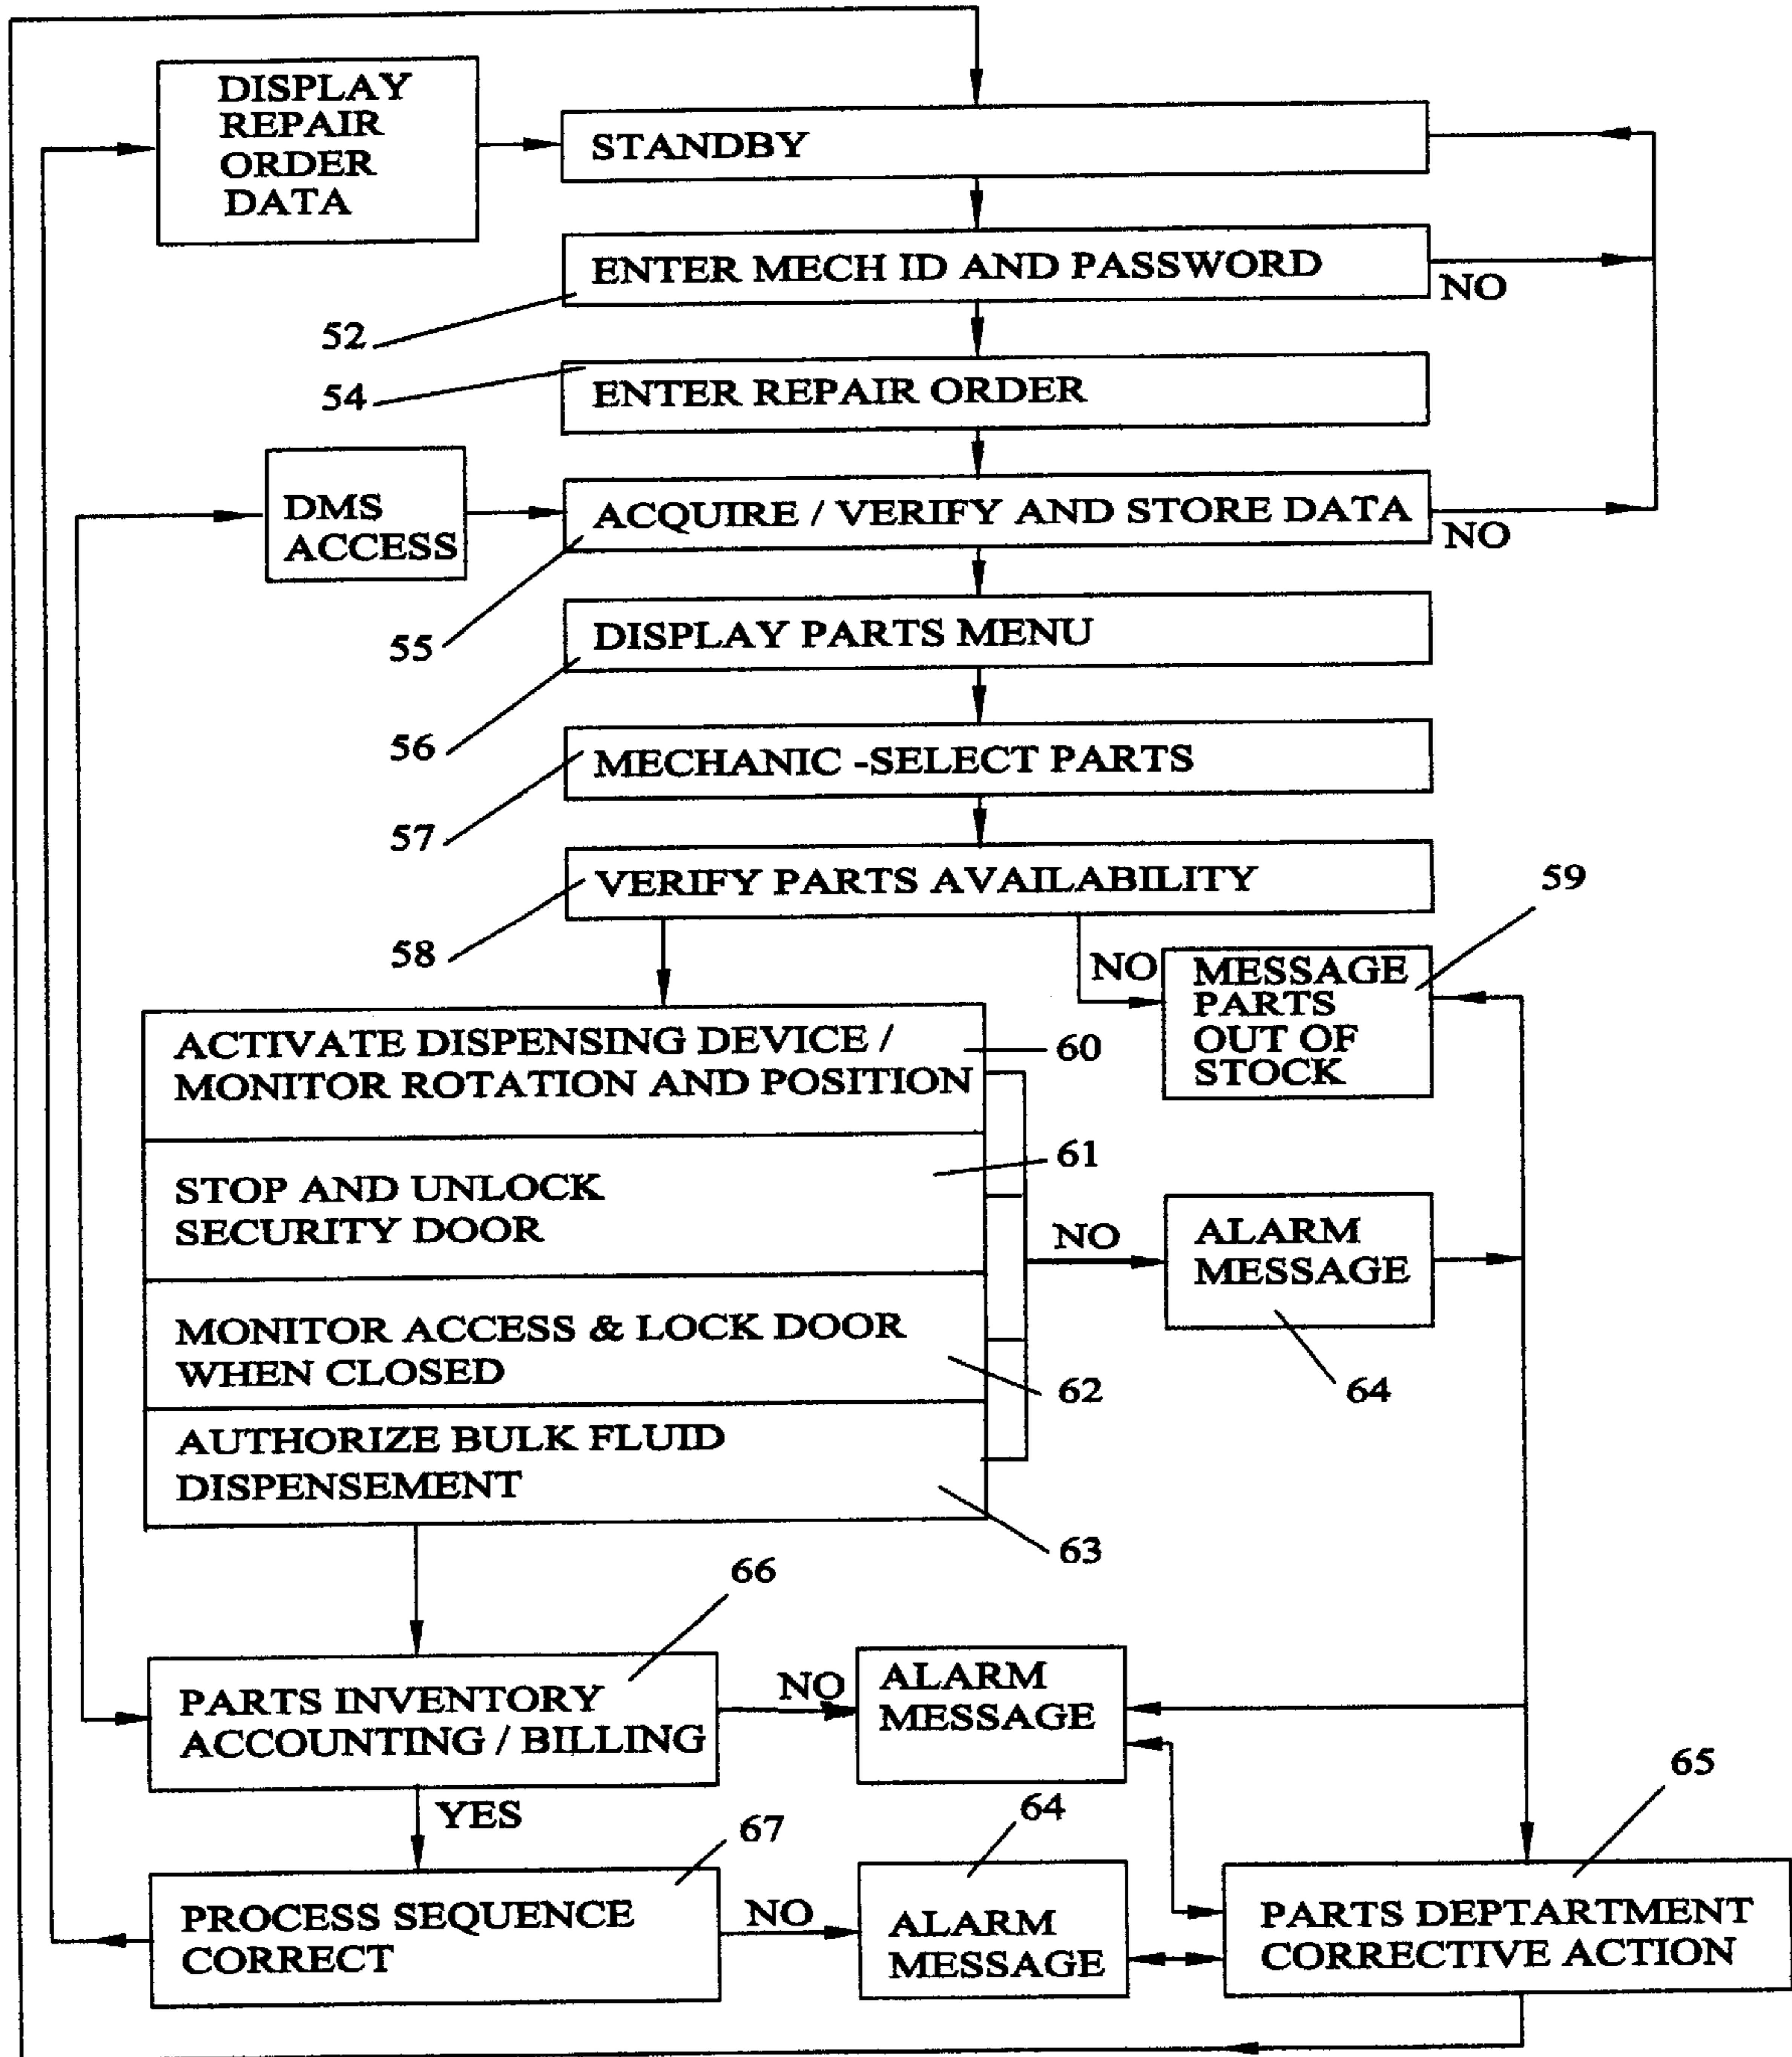 DISPLAY
REPAIR
ORDER
DATA
STANDBY
ENTER MECH ID AND PASSWORD
NO
52
54
ENTER REPAIR ORDER
DMS
ACCESS
ACQUIRE / VERIFY AND STORE DATA
NO
55
DISPLAY PARTS MENU
56
MECHANIC -SELECT PARTS
57
VERIFY PARTS AVAILABILITY
58
59
NO
MESSAGE
PARTS
OUT OF
STOCK
ACTIVATE DISPENSING DEVICE /
MONITOR ROTATION AND POSITION
60
STOP AND UNLOCK
SECURITY DOOR
61
NO
ALARM
MESSAGE
64
MONITOR ACCESS & LOCK DOOR
WHEN CLOSED
62
AUTHORIZE BULK FLUID
DISPENSEMENT
63
66
PARTS INVENTORY
ACCOUNTING / BILLING
NO
ALARM
MESSAGE
YES
67
64
65
PROCESS SEQUENCE
CORRECT
NO
ALARM
MESSAGE
PARTS DEPTARTMENT
CORRECTIVE ACTION